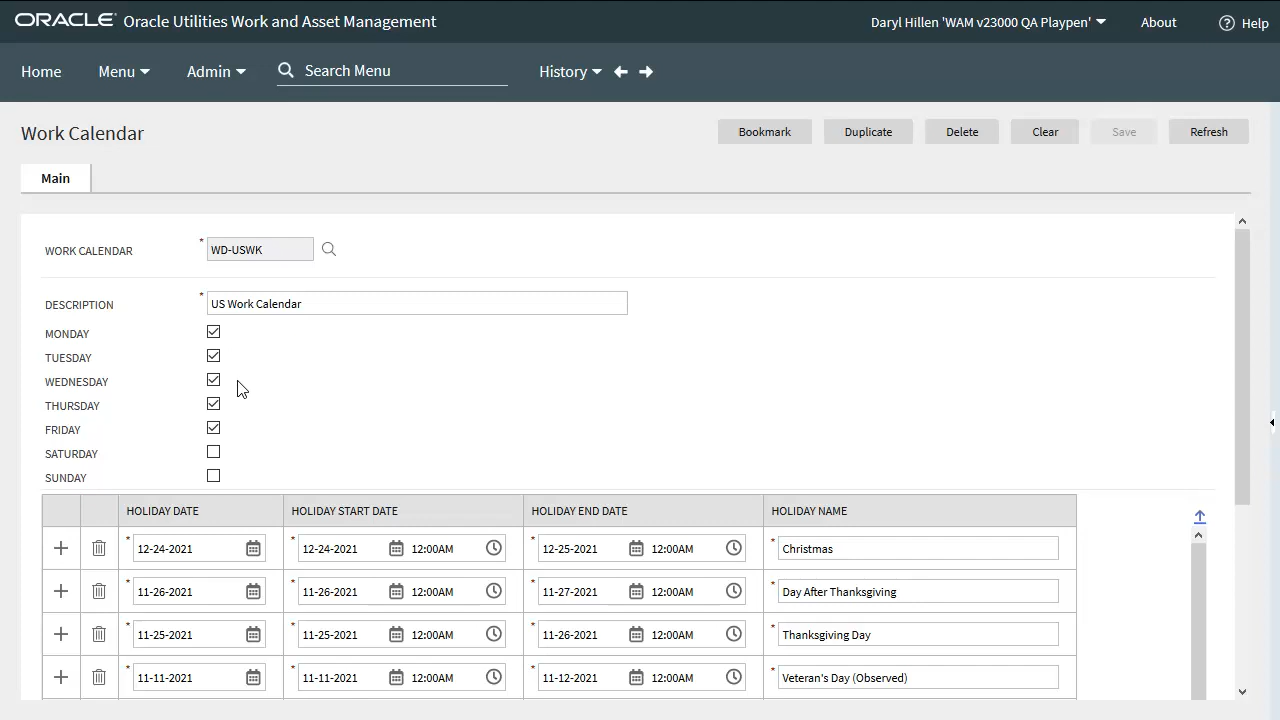 ORACLE Oracle Utilities Work and Asset Management Daryl Hillen 'WAM v23000 QA Playpen' About Help
Home Menu Admin Search Menu History
Work Calendar Bookmark Duplicate Delete Clear Save Refresh
Main
WORK CALENDAR * WD-USWK
DESCRIPTION * US Work Calendar
MONDAY
TUESDAY
WEDNESDAY
THURSDAY
FRIDAY
SATURDAY
SUNDAY
HOLIDAY DATE HOLIDAY START DATE HOLIDAY END DATE HOLIDAY NAME
* 12-24-2021 * 12-24-2021 12:00AM * 12-25-2021 12:00AM * Christmas
* 11-26-2021 * 11-26-2021 12:00AM * 11-27-2021 12:00AM * Day After Thanksgiving
* 11-25-2021 * 11-25-2021 12:00AM * 11-26-2021 12:00AM * Thanksgiving Day
* 11-11-2021 * 11-11-2021 12:00AM * 11-12-2021 12:00AM * Veteran's Day (Observed)